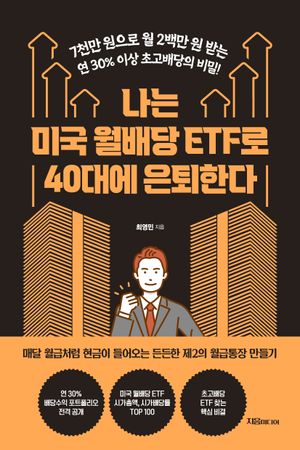 7천만 원으로 월 2백만 원 받는
연 30% 이상 초고배당의 비밀!
나는
미국 월배당 ETF로
40대에 은퇴한다
최영민 지음
매달 월급처럼 현금이 들어오는 든든한 제2의 월급통장 만들기
연 30%
배당수익 포트폴리오
전격 공개
미국 월배당 ETF
시가총액, 시가배당률
TOP 100
초고배당
ETF 찾는
핵심 비결
지음미디어